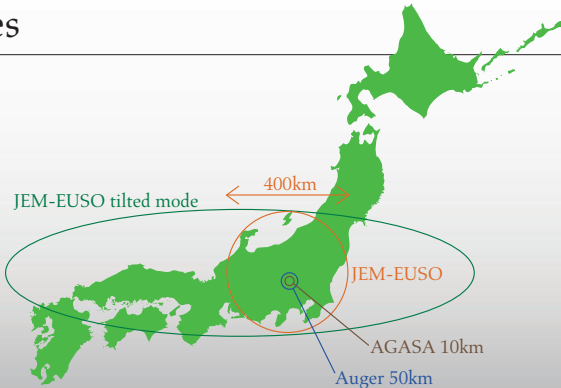 es
400km
JEM-EUSO tilted mode
JEM-EUSO
AGASA 10km
Auger 50km